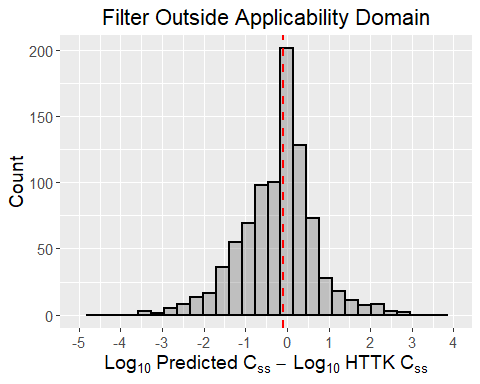 Filter Outside Applicability Domain
Count
200
150
100
50
0
-5 -4 -3 -2 -1 0 1 2 3 4
Log₁₀ Predicted Cₛₛ − Log₁₀ HTTK Cₛₛ